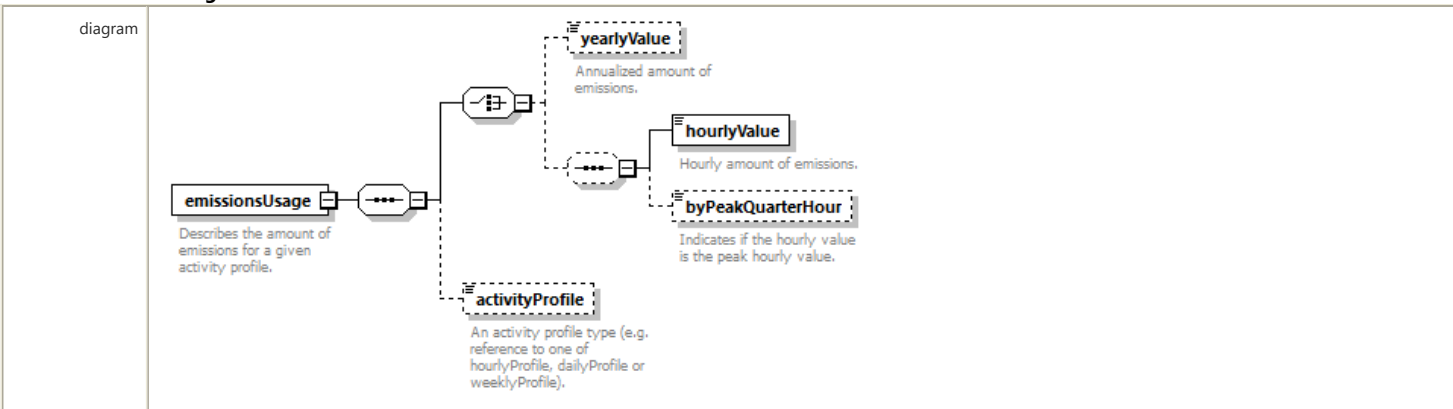 diagram
yearlyValue
Annualized amount of
emissions.
hourlyValue
Hourly amount of emissions.
emissionsUsage
Describes the amount of
emissions for a given
activity profile.
byPeakQuarterHour
Indicates if the hourly value
is the peak hourly value.
activityProfile
An activity profile type (e.g.
reference to one of
hourlyProfile, dailyProfile or
weeklyProfile).